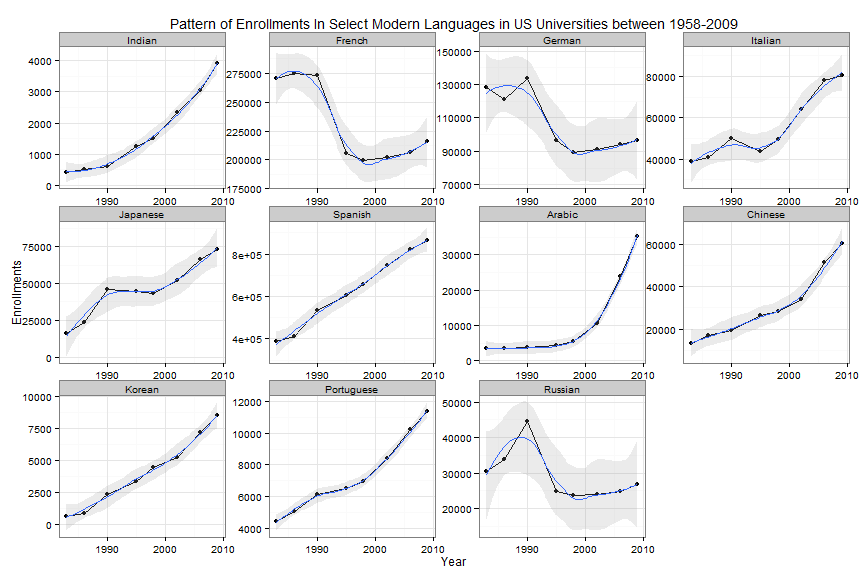 Pattern of Enrollments In Select Modern Languages in US Universities between 1958-2009
Indian
French
German
Italian
4000
3000
2000
1000
0
275000
250000
225000
200000
175000
150000
130000
110000
90000
70000
80000
60000
40000
1990 2000 2010
1990 2000 2010
1990 2000 2010
1990 2000 2010
Japanese
Spanish
Arabic
Chinese
Enrollments
75000
50000
25000
0
8e+05
6e+05
4e+05
30000
20000
10000
0
60000
40000
20000
1990 2000 2010
1990 2000 2010
1990 2000 2010
1990 2000 2010
Korean
Portuguese
Russian
10000
7500
5000
2500
0
12000
10000
8000
6000
4000
50000
40000
30000
20000
1990 2000 2010
1990 2000 2010
1990 2000 2010
Year